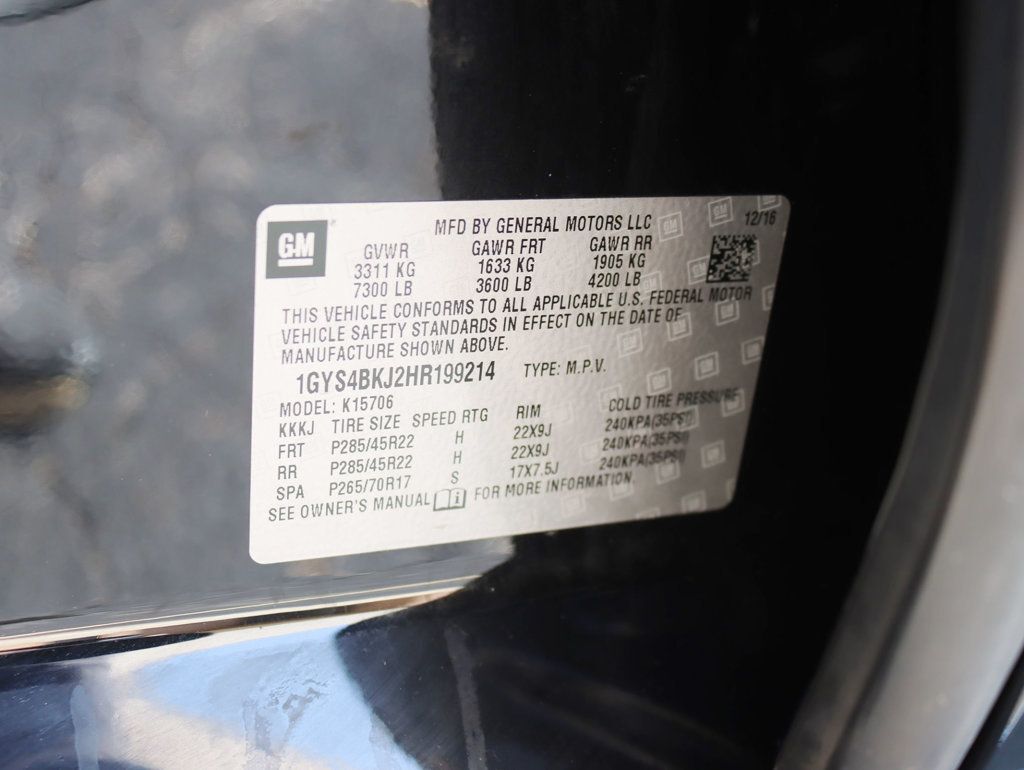 GM
MFD BY GENERAL MOTORS LLC 12/16
GVWR GAWR FRT GAWR RR
3311 KG 1633 KG 1905 KG
7300 LB 3600 LB 4200 LB
THIS VEHICLE CONFORMS TO ALL APPLICABLE U.S. FEDERAL MOTOR
VEHICLE SAFETY STANDARDS IN EFFECT ON THE DATE OF
MANUFACTURE SHOWN ABOVE.
1GYS4BKJ2HR199214 TYPE: M.P.V.
MODEL: K15706
KKKJ TIRE SIZE SPEED RTG RIM COLD TIRE PRESSURE
FRT P285/45R22 H 22X9J 240KPA(35PSI)
RR P285/45R22 H 22X9J 240KPA(35PSI)
SPA P265/70R17 S 17X7.5J 240KPA(35PSI)
SEE OWNER'S MANUAL FOR MORE INFORMATION.